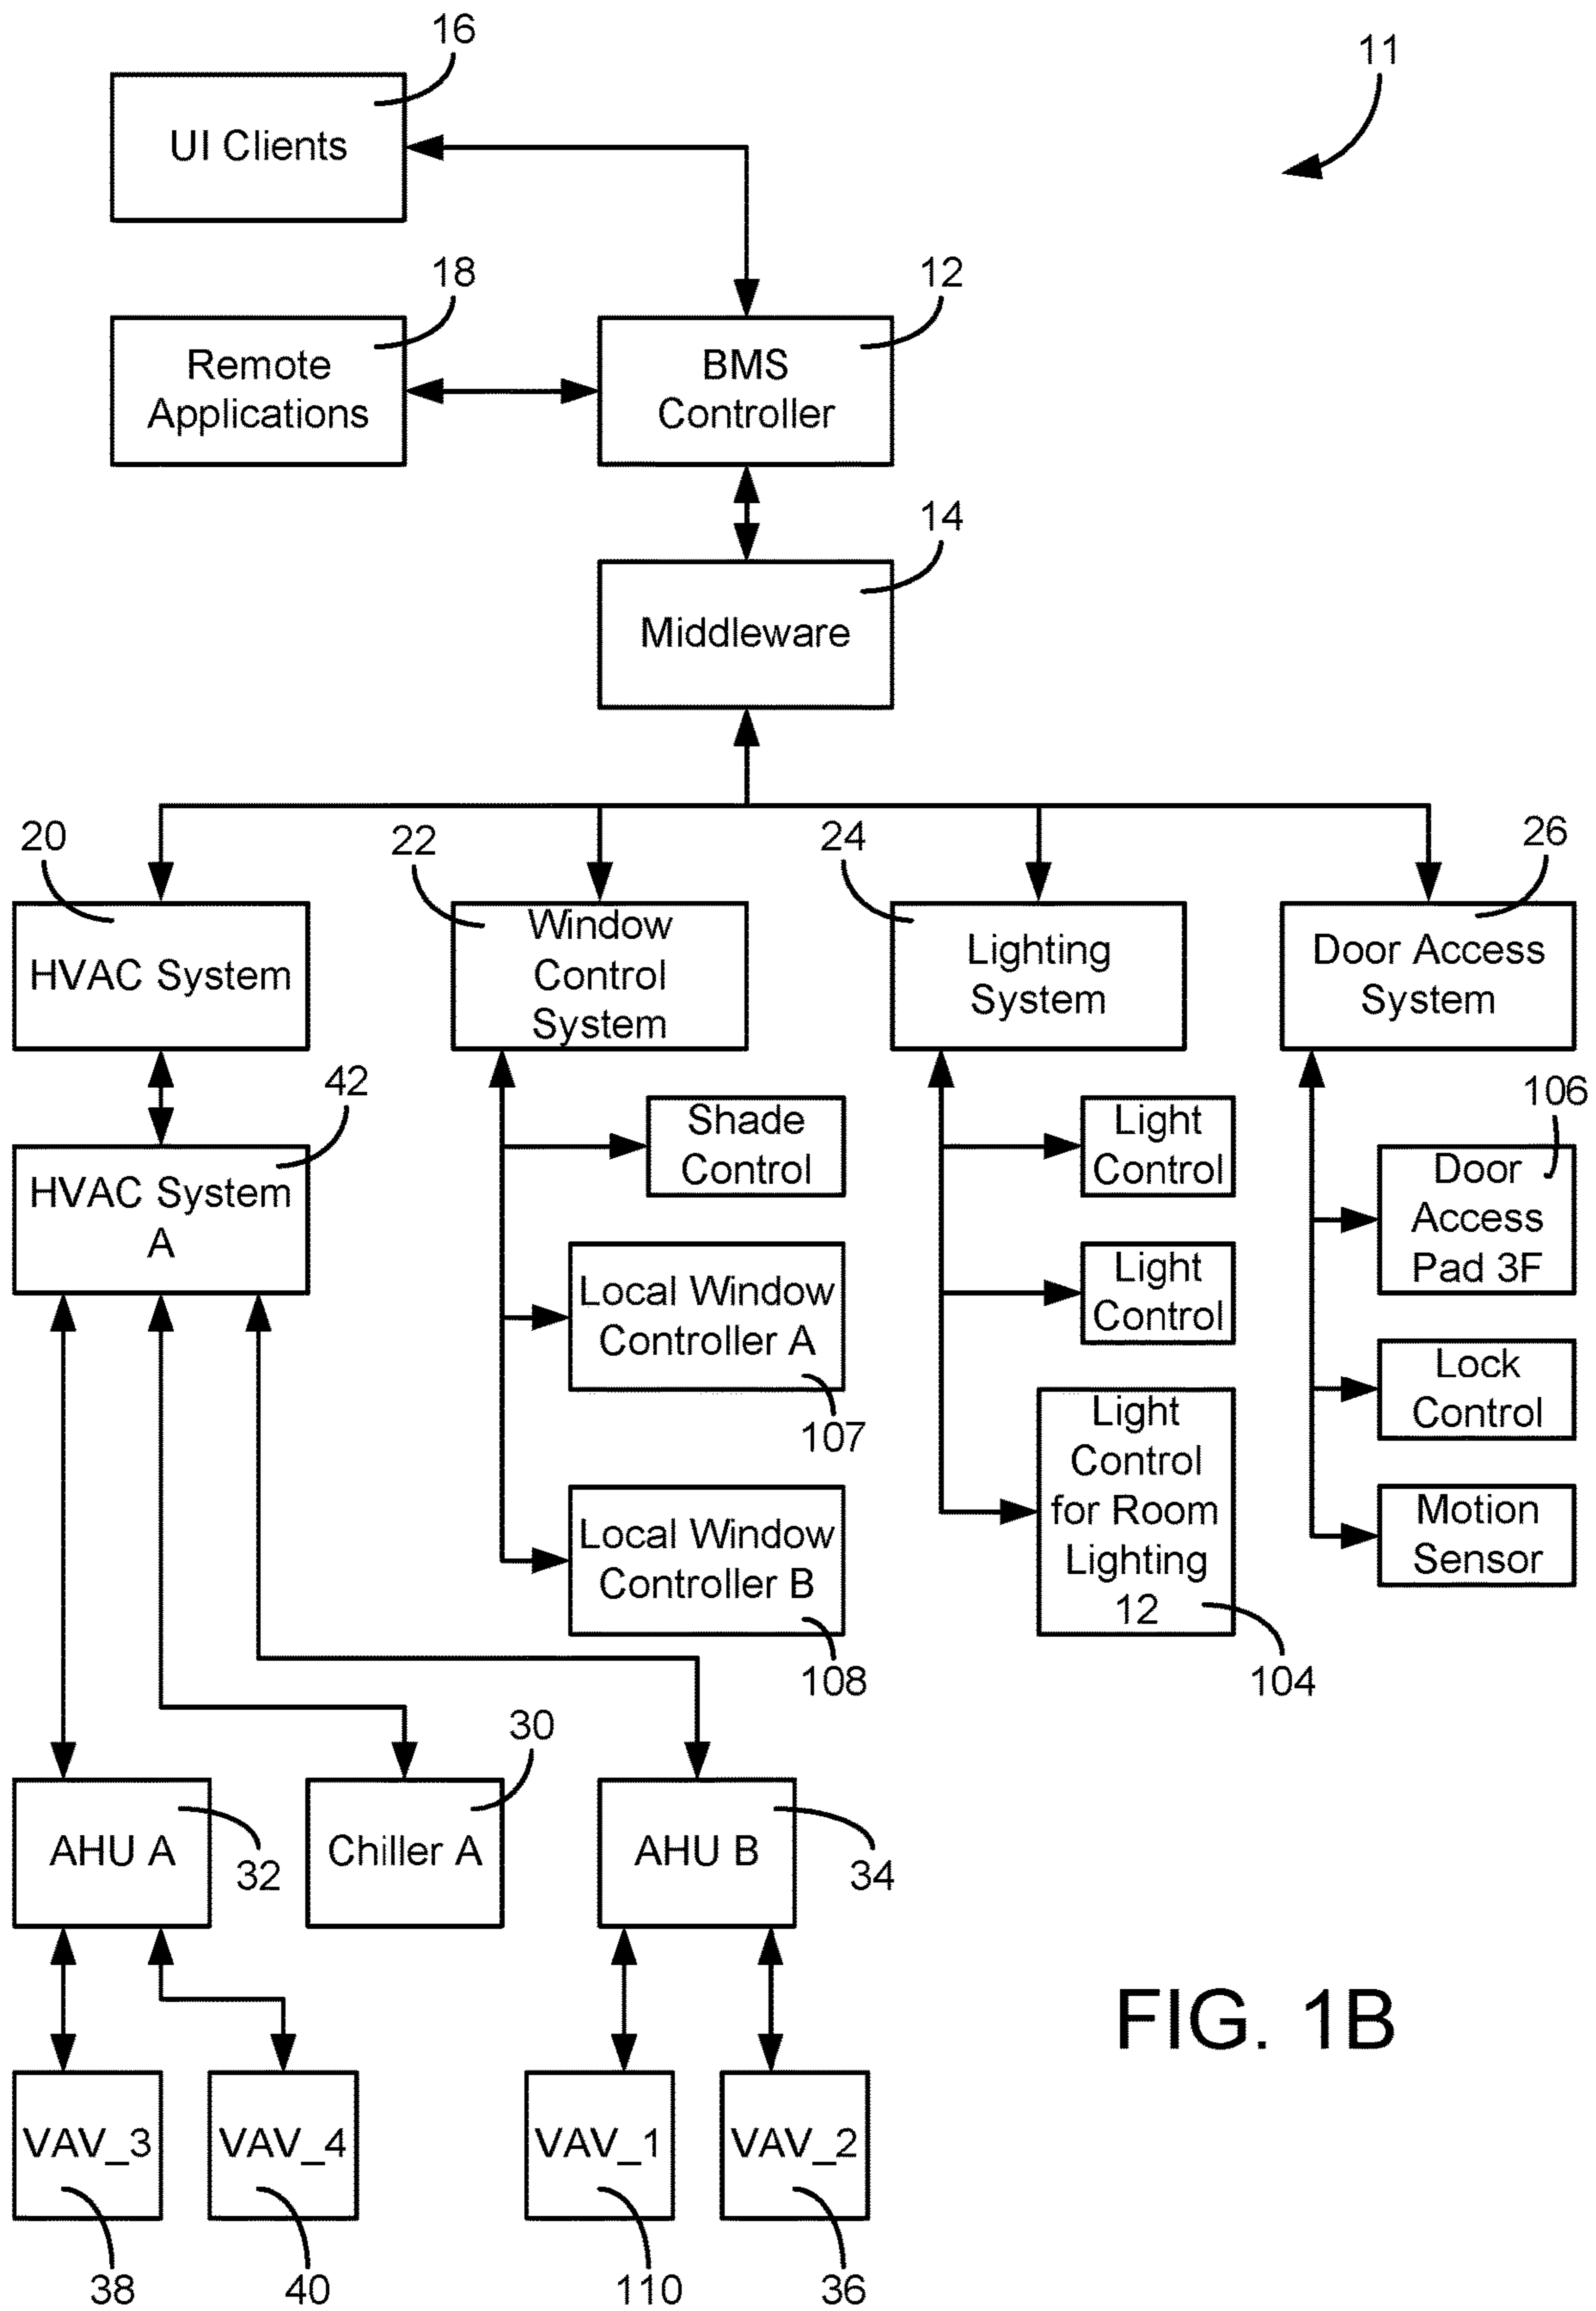 16
11
UI Clients
18
12
Remote
Applications
BMS
Controller
14
Middleware
20
22
24
26
HVAC System
Window
Control
System
Lighting
System
Door Access
System
42
106
HVAC System
A
Shade
Control
Light
Control
Door
Access
Pad 3F
Local Window
Controller A
107
Light
Control
Lock
Control
Local Window
Controller B
108
Light
Control
for Room
Lighting
12
104
Motion
Sensor
30
AHU A
32
Chiller A
AHU B
34
VAV_3
38
VAV_4
40
VAV_1
110
VAV_2
36
FIG. 1B